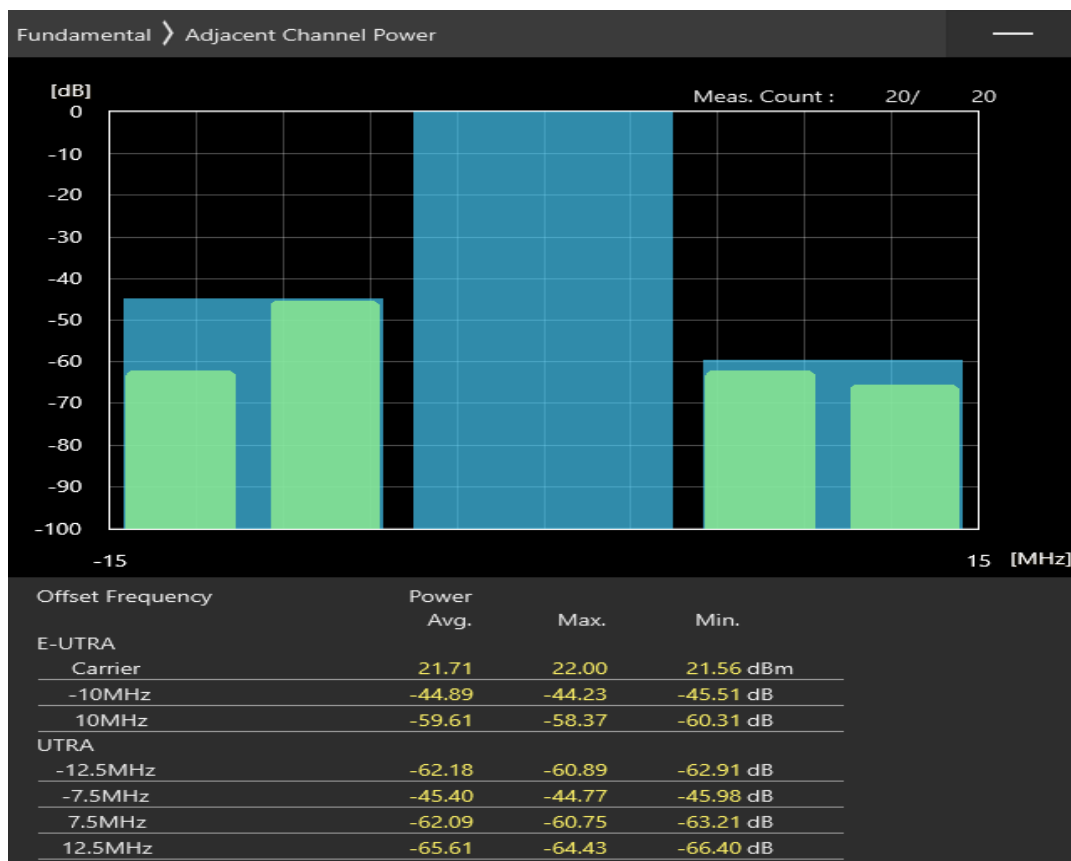 Fundamental 〉 Adjacent Channel Power
[dB]
Meas. Count : 20/ 20
0
-10
-20
-30
-40
-50
-60
-70
-80
-90
-100
-15 15 [MHz]
Offset Frequency Power
Avg. Max. Min.
E-UTRA
Carrier 21.71 22.00 21.56 dBm
-10MHz -44.89 -44.23 -45.51 dB
10MHz -59.61 -58.37 -60.31 dB
UTRA
-12.5MHz -62.18 -60.89 -62.91 dB
-7.5MHz -45.40 -44.77 -45.98 dB
7.5MHz -62.09 -60.75 -63.21 dB
12.5MHz -65.61 -64.43 -66.40 dB